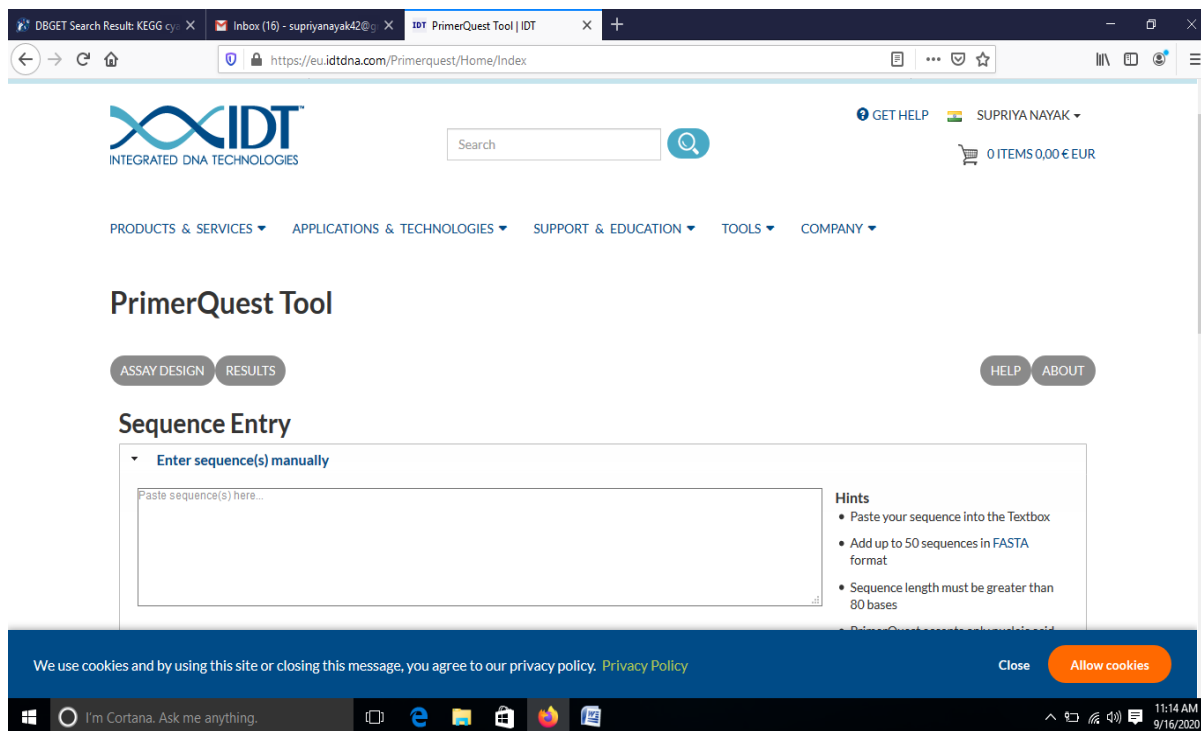 DBGET Search Result: KEGG cya
Inbox (16) - supriyanayak42@g
IDT PrimerQuest Tool | IDT
https://eu.idtdna.com/Primerquest/Home/Index
IDT
INTEGRATED DNA TECHNOLOGIES
Search
GET HELP SUPRIYA NAYAK
0 ITEMS 0,00 € EUR
PRODUCTS & SERVICES APPLICATIONS & TECHNOLOGIES SUPPORT & EDUCATION TOOLS COMPANY
PrimerQuest Tool
ASSAY DESIGN RESULTS HELP ABOUT
Sequence Entry
Enter sequence(s) manually
Paste sequence(s) here...
Hints
• Paste your sequence into the Textbox
• Add up to 50 sequences in FASTA
format
• Sequence length must be greater than
80 bases
We use cookies and by using this site or closing this message, you agree to our privacy policy. Privacy Policy
Close Allow cookies
I'm Cortana. Ask me anything.
11:14 AM
9/16/2020